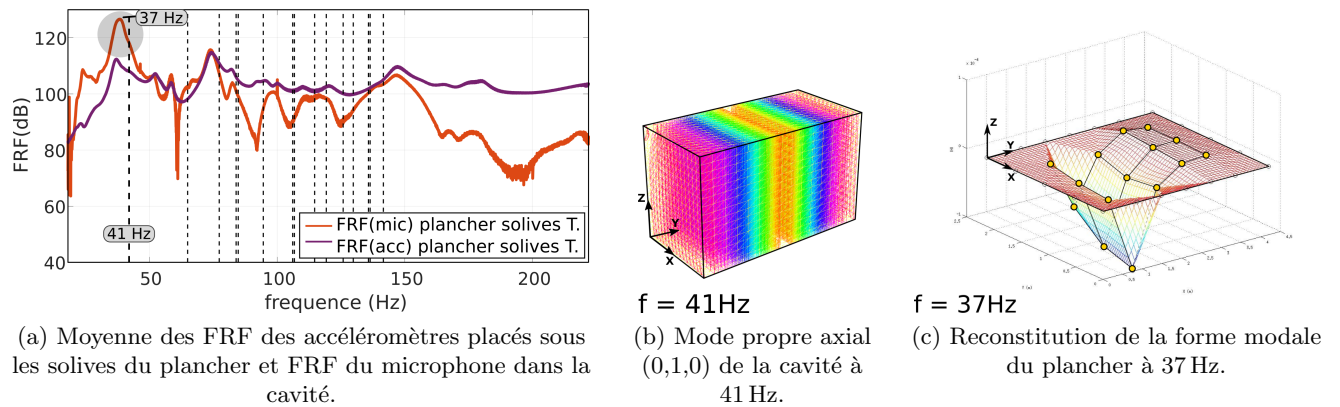 FRF(dB)
120
100
80
60
40
37 Hz
41 Hz
FRF(mic) plancher solives T.
FRF(acc) plancher solives T.
50
100
150
200
frequence (Hz)
(a) Moyenne des FRF des accéléromètres placés sous
les solives du plancher et FRF du microphone dans la
cavité.
Z
Y
X
f = 41Hz
(b) Mode propre axial
(0,1,0) de la cavité à
41 Hz.
Z
Y
X
f = 37Hz
(c) Reconstitution de la forme modale
du plancher à 37 Hz.